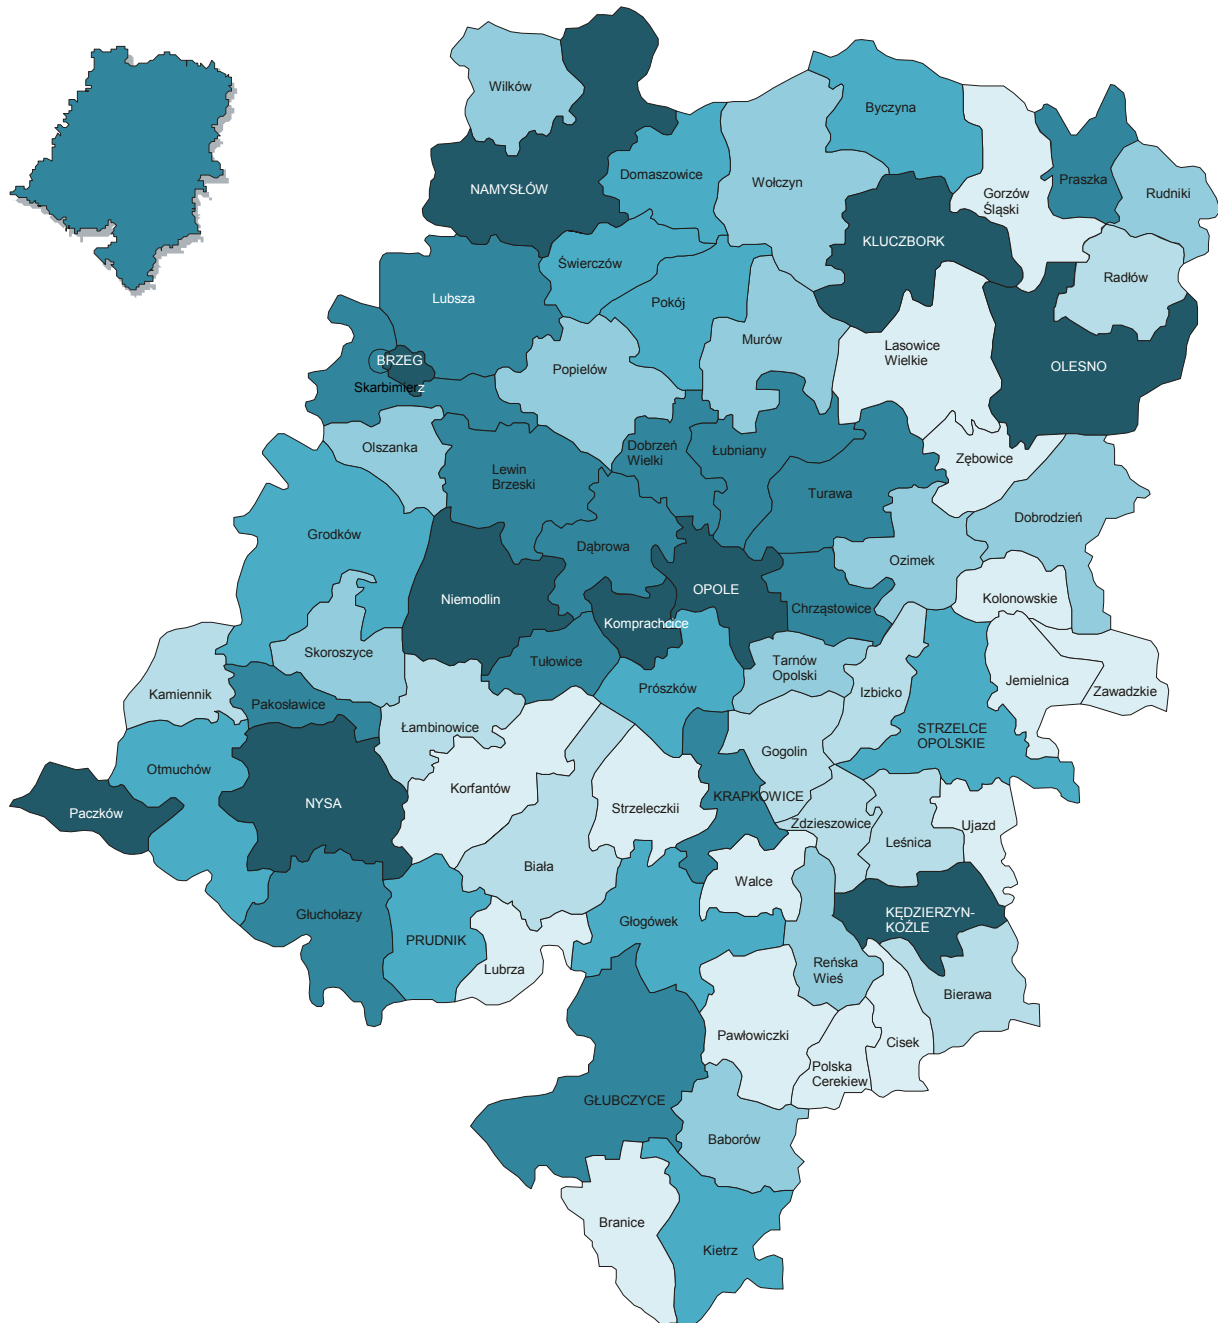 Wilków
Byczyna
NAMYSŁÓW
Domaszowice
Wołczyn
Gorzów
Śląski
Praszka
Rudniki
KLUCZBORK
Świerczów
Radłów
Lubsza
Pokój
Murów
Lasowice
Wielkie
OLESNO
BRZEG
Skarbimierz
Popielów
Olszanka
Lewin
Brzeski
Dobrzeń
Wielki
Łubniany
Zębowice
Turawa
Dobrodzień
Grodków
Dąbrowa
Ozimek
Niemodlin
OPOLE
Chrząstowice
Kolonowskie
Komprachcice
Skoroszyce
Tułowice
Tarnów
Opolski
Prószków
Izbicko
Jemielnica
Zawadzkie
Kamiennik
Pakosławice
Łambinowice
Gogolin
STRZELCE
OPOLSKIE
Otmuchów
Korfantów
KRAPKOWICE
Paczków
NYSA
Strzeleczkii
Zdzieszowice
Ujazd
Leśnica
Biała
Walce
Głuchołazy
PRUDNIK
Głogówek
KĘDZIERZYN-
KOŹLE
Lubrza
Reńska
Wieś
Bierawa
Pawłowiczki
Cisek
Polska
Cerekiew
GŁUBCZYCE
Baborów
Branice
Kietrz